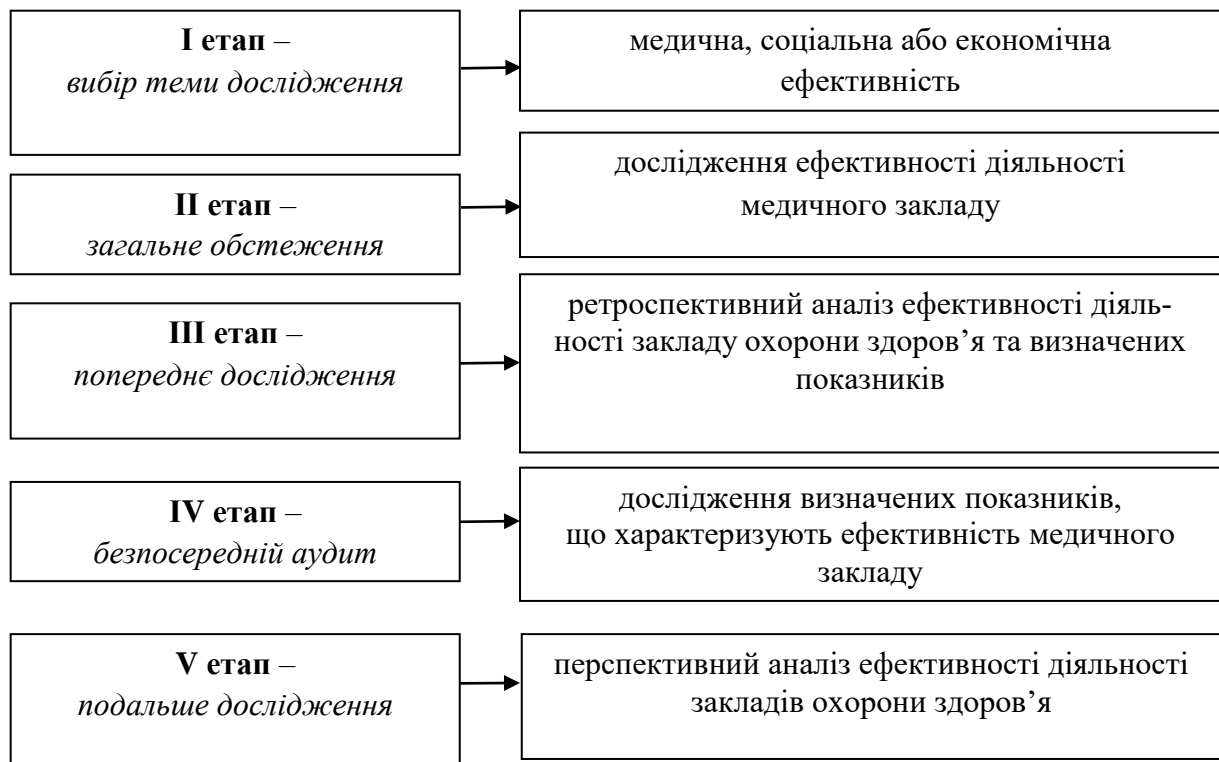 I етап –
вибір теми дослідження
медична, соціальна або економічна
ефективність
II етап –
загальне обстеження
дослідження ефективності діяльності
медичного закладу
III етап –
попереднє дослідження
ретроспективний аналіз ефективності діяль-
ності закладу охорони здоров’я та визначених
показників
IV етап –
безпосередній аудит
дослідження визначених показників,
що характеризують ефективність медичного
закладу
V етап –
подальше дослідження
перспективний аналіз ефективності діяльності
закладів охорони здоров’я